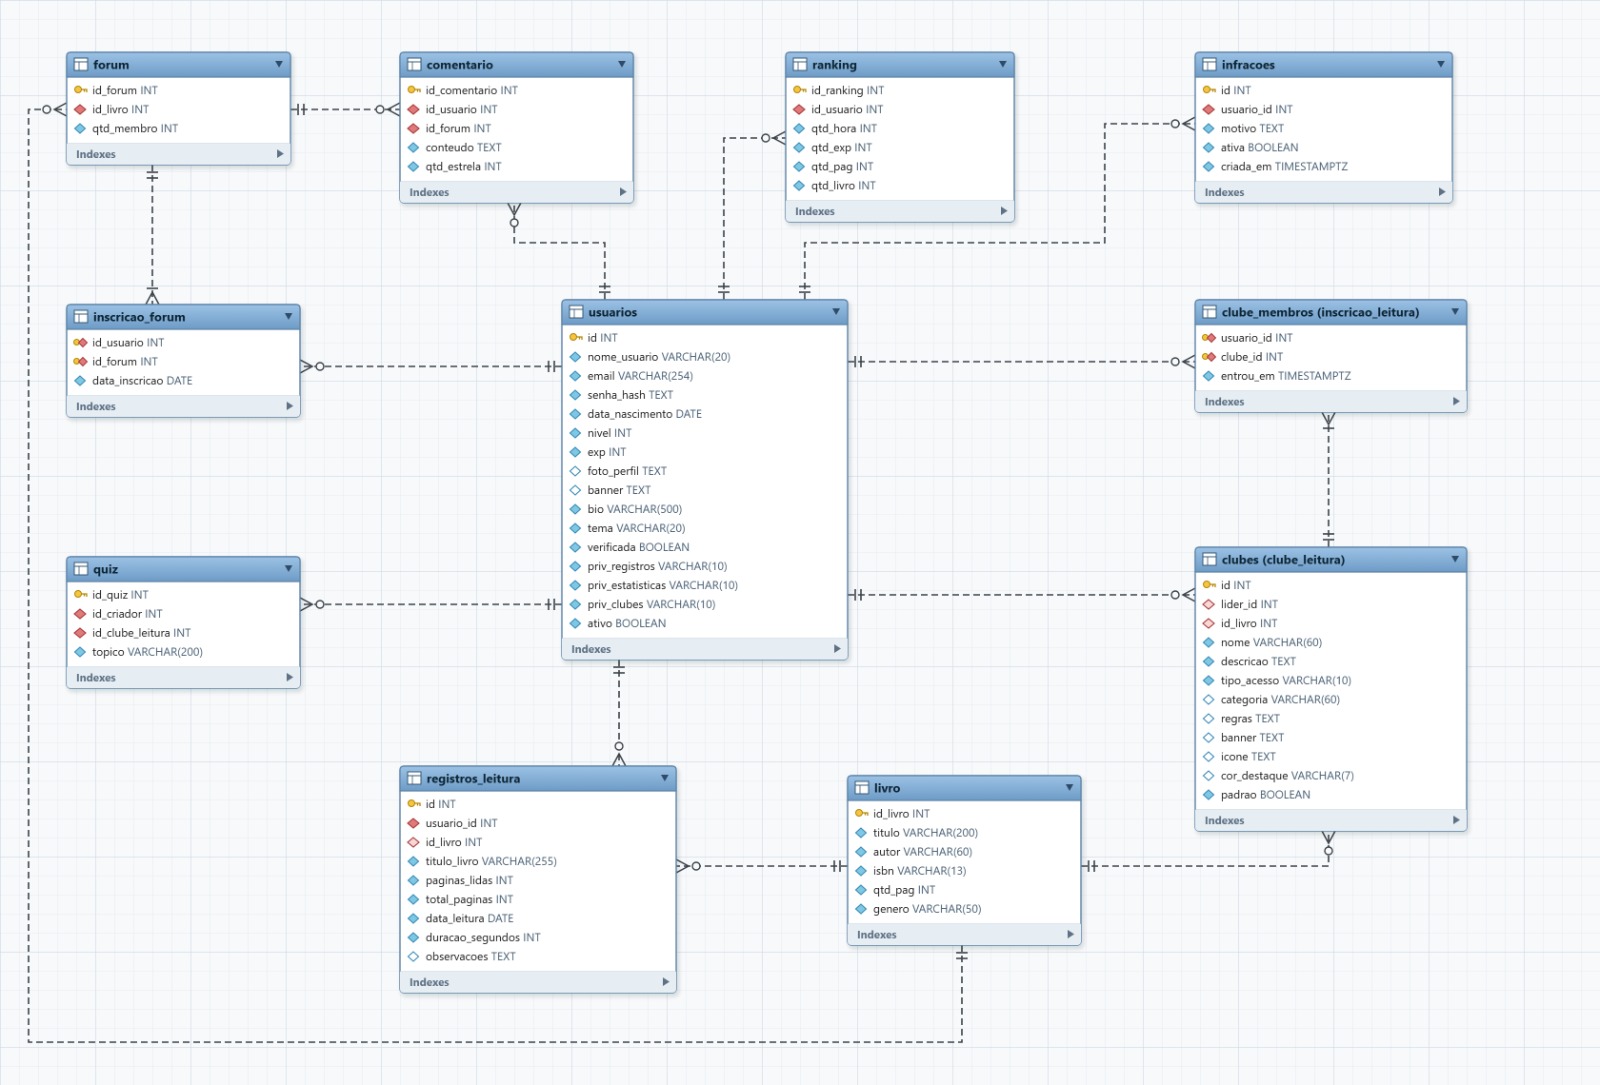 forum
id_forum INT
id_livro INT
qtd_membro INT
Indexes
comentario
id_comentario INT
id_usuario INT
id_forum INT
conteudo TEXT
qtd_estrela INT
Indexes
ranking
id_ranking INT
id_usuario INT
qtd_hora INT
qtd_exp INT
qtd_pag INT
qtd_livro INT
Indexes
infracoes
id INT
usuario_id INT
motivo TEXT
ativa BOOLEAN
criada_em TIMESTAMPTZ
Indexes
inscricao_forum
id_usuario INT
id_forum INT
data_inscricao DATE
Indexes
usuarios
id INT
nome_usuario VARCHAR(20)
email VARCHAR(254)
senha_hash TEXT
data_nascimento DATE
nivel INT
exp INT
foto_perfil TEXT
banner TEXT
bio VARCHAR(500)
tema VARCHAR(20)
verificada BOOLEAN
priv_registros VARCHAR(10)
priv_estatisticas VARCHAR(10)
priv_clubes VARCHAR(10)
ativo BOOLEAN
Indexes
clube_membros (inscricao_leitura)
usuario_id INT
clube_id INT
entrou_em TIMESTAMPTZ
Indexes
quiz
id_quiz INT
id_criador INT
id_clube_leitura INT
topico VARCHAR(200)
Indexes
clubes (clube_leitura)
id INT
lider_id INT
id_livro INT
nome VARCHAR(60)
descricao TEXT
tipo_acesso VARCHAR(10)
categoria VARCHAR(60)
regras TEXT
banner TEXT
icone TEXT
cor_destaque VARCHAR(7)
padrao BOOLEAN
Indexes
registros_leitura
id INT
usuario_id INT
id_livro INT
titulo_livro VARCHAR(255)
paginas_lidas INT
total_paginas INT
data_leitura DATE
duracao_segundos INT
observacoes TEXT
Indexes
livro
id_livro INT
titulo VARCHAR(200)
autor VARCHAR(60)
isbn VARCHAR(13)
qtd_pag INT
genero VARCHAR(50)
Indexes